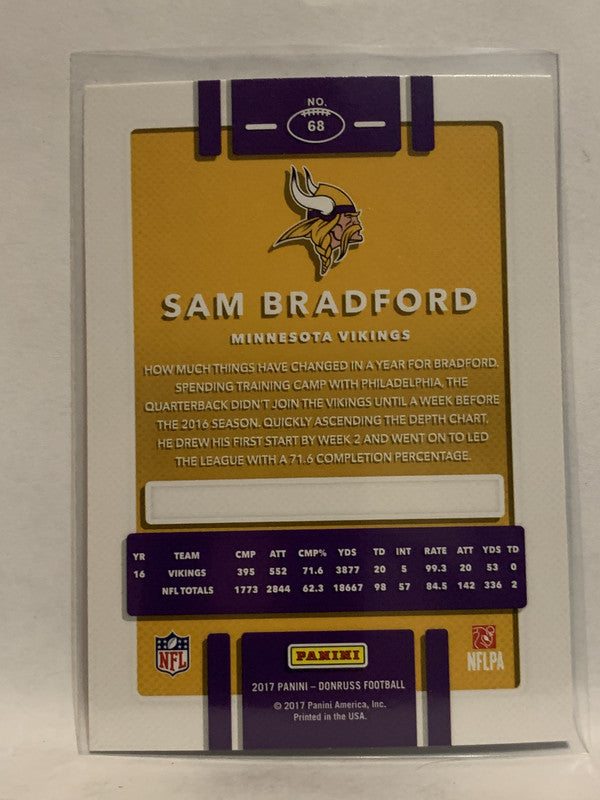 NO.
68
SAM BRADFORD
MINNESOTA VIKINGS
HOW MUCH THINGS HAVE CHANGED IN A YEAR FOR BRADFORD.
SPENDING TRAINING CAMP WITH PHILADELPHIA, THE
QUARTERBACK DIDN'T JOIN THE VIKINGS UNTIL A WEEK BEFORE
THE 2016 SEASON. QUICKLY ASCENDING THE DEPTH CHART,
HE DREW HIS FIRST START BY WEEK 2 AND WENT ON TO LED
THE LEAGUE WITH A 71.6 COMPLETION PERCENTAGE.
YR TEAM CMP ATT CMP% YDS TD INT RATE ATT YDS TD
16 VIKINGS 395 552 71.6 3877 20 5 99.3 20 53 0
NFL TOTALS 1773 2844 62.3 18667 98 57 84.5 142 336 2
NFL
PANINI
NFLPA
2017 PANINI – DONRUSS FOOTBALL
© 2017 Panini America, Inc.
Printed in the USA.